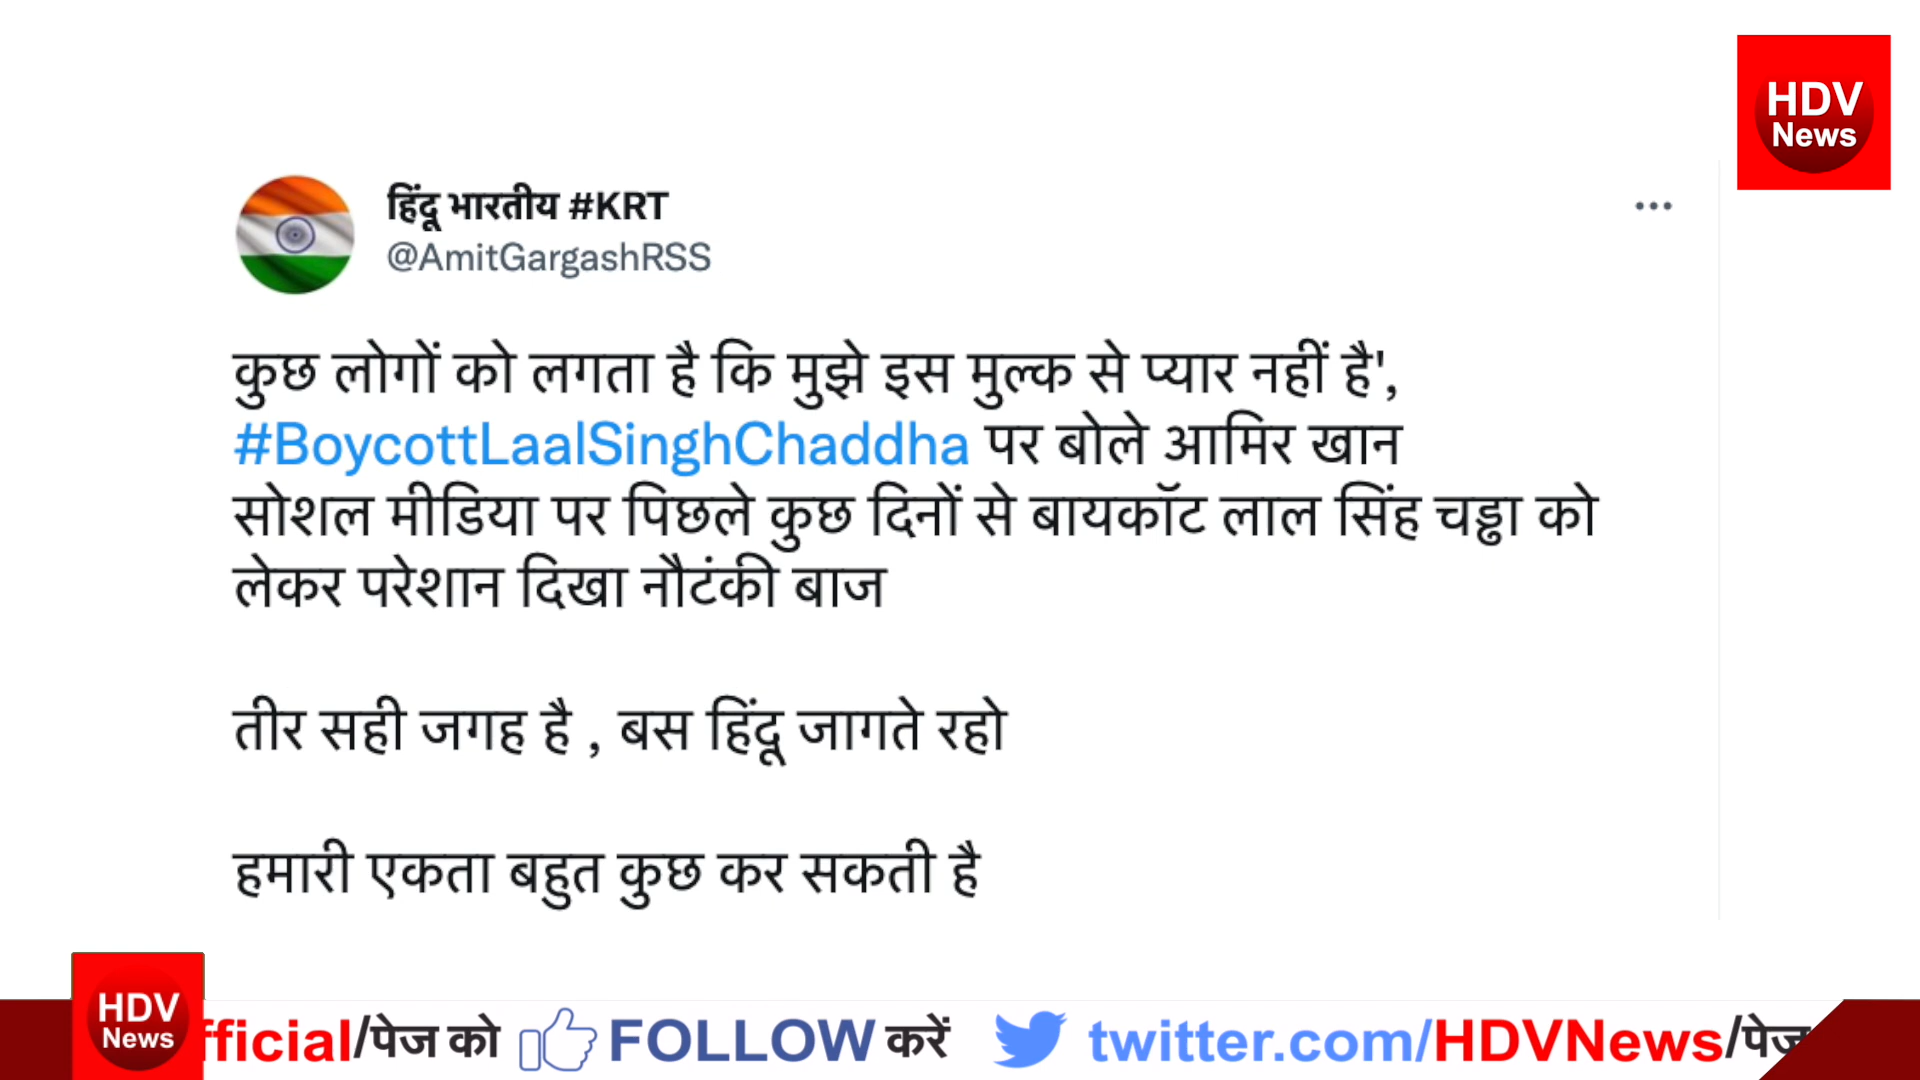 HDV
News
हिंदू भारतीय #KRT
@AmitGargashRSS
कुछ लोगों को लगता है कि मुझे इस मुल्क से प्यार नहीं है',
#BoycottLaalSinghChaddha पर बोले आमिर खान
सोशल मीडिया पर पिछले कुछ दिनों से बायकॉट लाल सिंह चड्ढा को
लेकर परेशान दिखा नौटंकी बाज
तीर सही जगह है , बस हिंदू जागते रहो
हमारी एकता बहुत कुछ कर सकती है
HDV
News
fficial/पेज को FOLLOW करें twitter.com/HDVNews/पेज